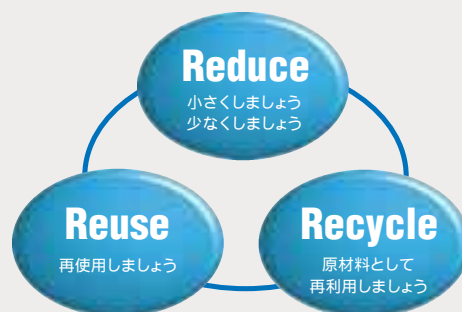 Reduce
小さくしましょう
少なくしましょう
Reuse
再使用しましょう
Recycle
原材料として
再利用しましょう